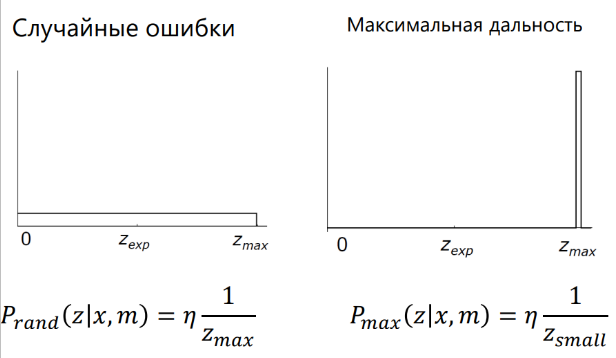 Случайные ошибки
Максимальная дальность
0 z_exp z_max
0 z_exp z_max
P_rand(z|x, m) = η 1/z_max
P_max(z|x, m) = η 1/z_small